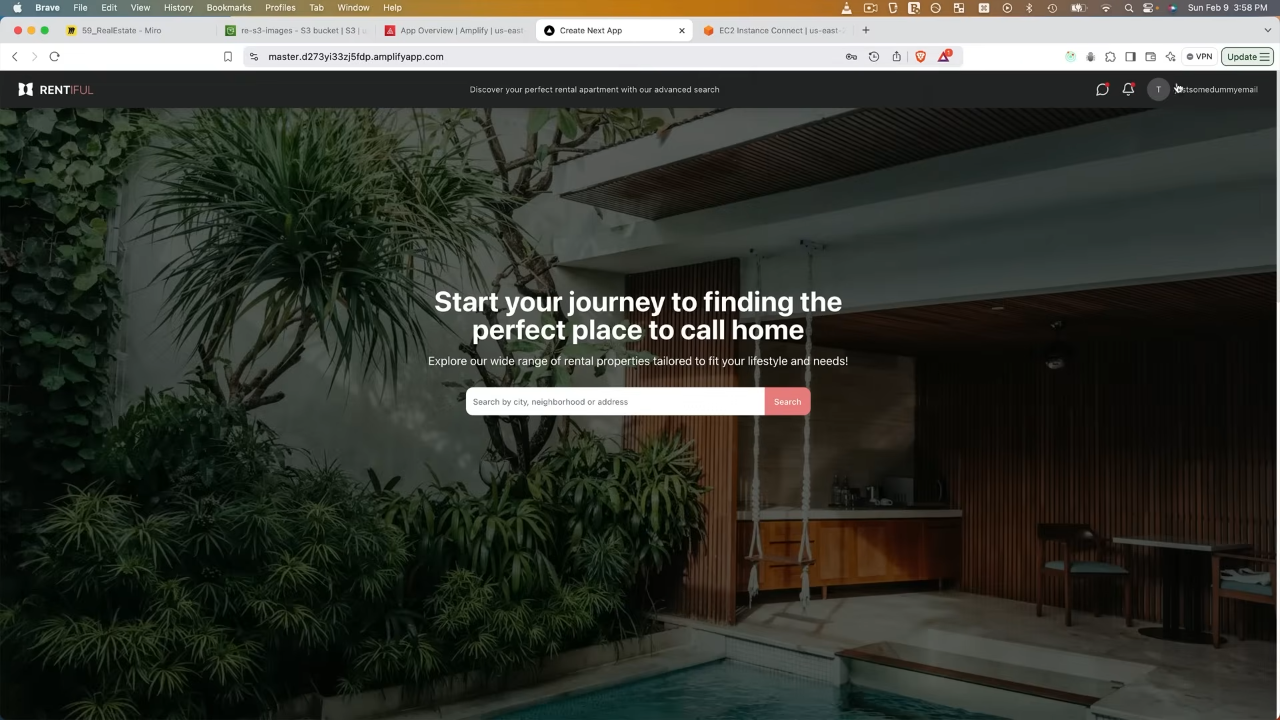 Brave File Edit View History Bookmarks Profiles Tab Window Help Sun Feb 9 3:58 PM
59_RealEstate - Miro re-s3-images - S3 bucket | S3 | App Overview | Amplify | us-east Create Next App EC2 Instance Connect | us-east-
master.d273yi33zj5fdp.amplifyapp.com VPN Update
RENTIFUL Discover your perfect rental apartment with our advanced search T
Start your journey to finding the
perfect place to call home
Explore our wide range of rental properties tailored to fit your lifestyle and needs!
Search by city, neighborhood or address Search